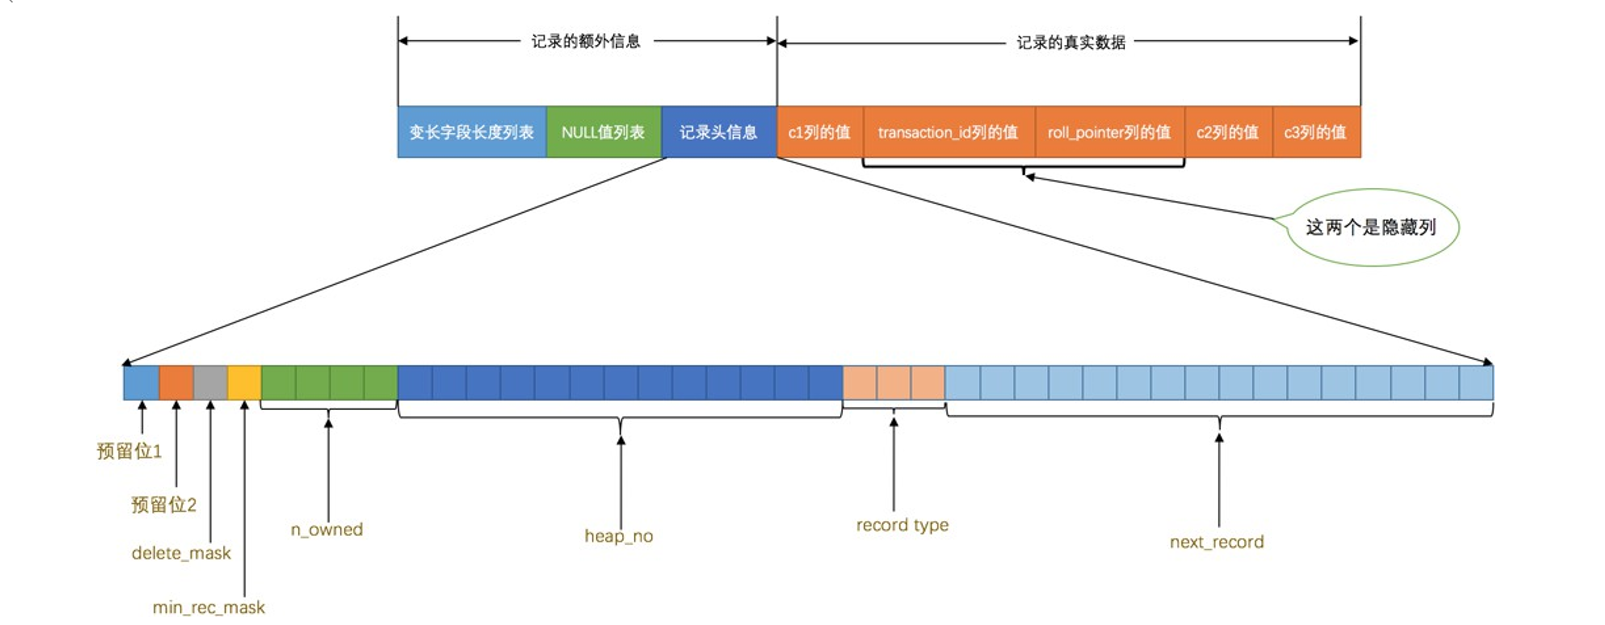 记录的额外信息
记录的真实数据
变长字段长度列表
NULL值列表
记录头信息
c1列的值
transaction_id列的值
roll_pointer列的值
c2列的值
c3列的值
这两个是隐藏列
预留位1
预留位2
delete_mask
min_rec_mask
n_owned
heap_no
record type
next_record